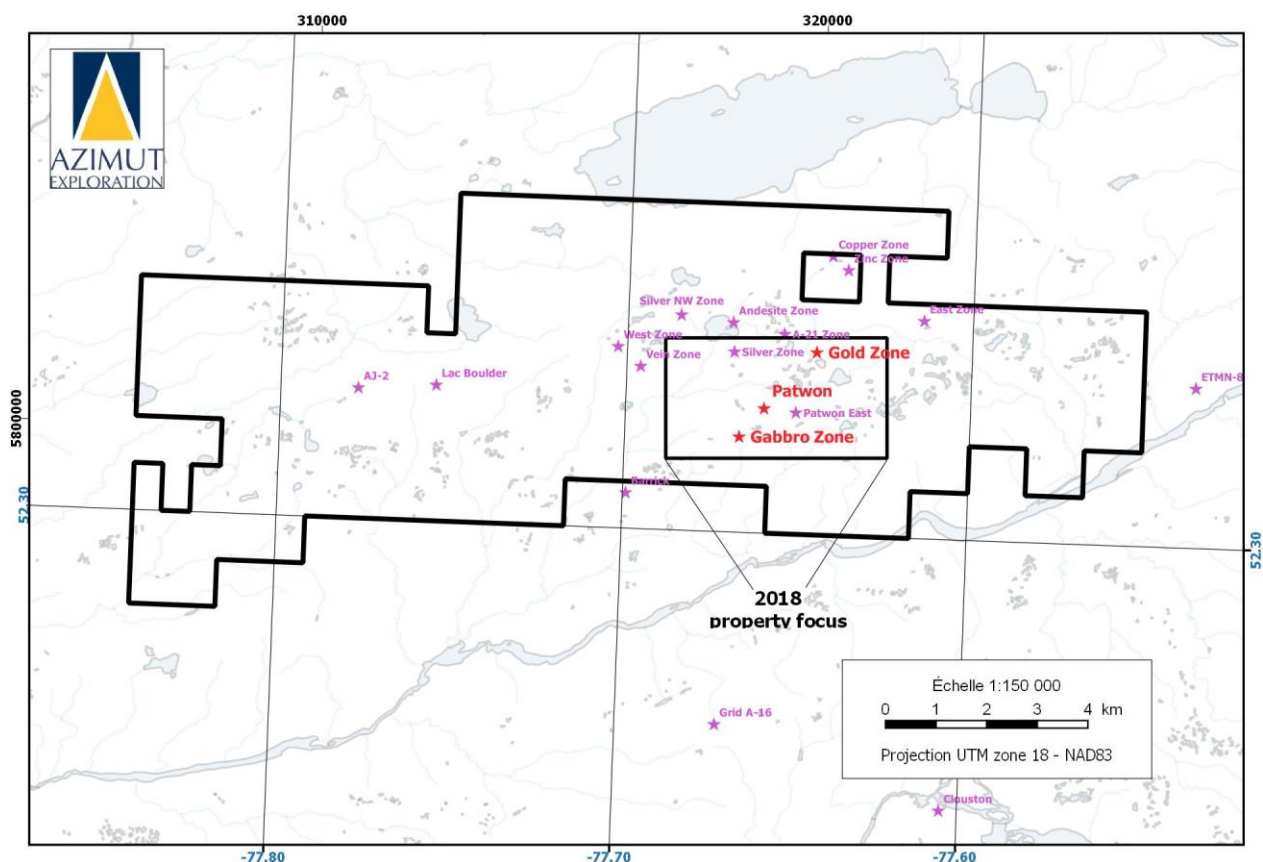 310000
320000
AZIMUT
EXPLORATION
Copper Zone
Zinc Zone
Silver NW Zone
Andesite Zone
East Zone
West Zone
A-21 Zone
Vein Zone
Silver Zone
Gold Zone
AJ-2
Lac Boulder
ETMN-8
Patwon
Patwon East
5800000
Gabbro Zone
Barrick
52.30
52.30
2018
property focus
Échelle 1:150 000
0 1 2 3 4 km
Projection UTM zone 18 - NAD83
Grid A-16
Clouston
-77.80
-77.70
-77.60